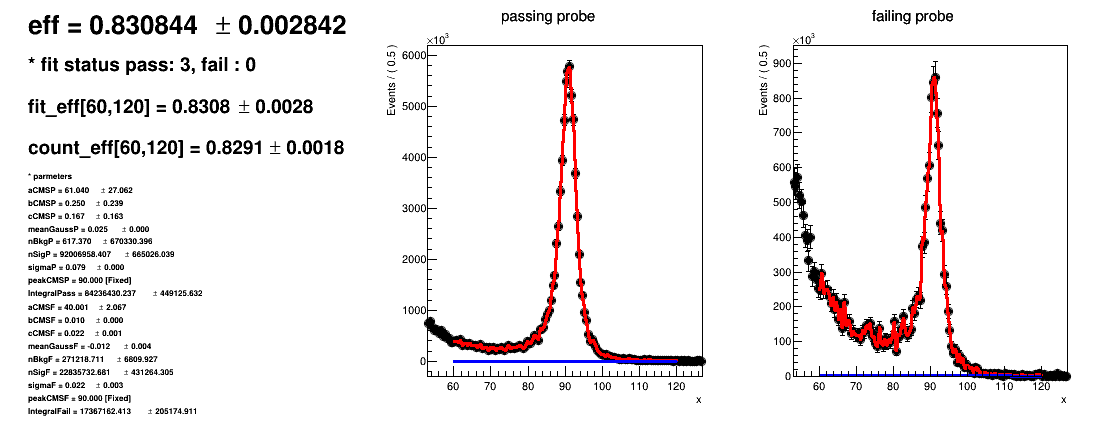 eff = 0.830844 ± 0.002842
* fit status pass: 3, fail : 0
fit_eff[60,120] = 0.8308 ± 0.0028
count_eff[60,120] = 0.8291 ± 0.0018
* parmeters
aCMSP = 61.040 ± 27.062
bCMSP = 0.250 ± 0.239
cCMSP = 0.167 ± 0.163
meanGaussP = 0.025 ± 0.000
nBkgP = 617.370 ± 670330.396
nSigP = 92006958.407 ± 665026.039
sigmaP = 0.079 ± 0.000
peakCMSP = 90.000 [Fixed]
IntegralPass = 84236430.237 ± 449125.632
aCMSF = 40.001 ± 2.067
bCMSF = 0.010 ± 0.000
cCMSF = 0.022 ± 0.001
meanGaussF = -0.012 ± 0.004
nBkgF = 271218.711 ± 6809.927
nSigF = 22835732.681 ± 431264.305
sigmaF = 0.022 ± 0.003
peakCMSF = 90.000 [Fixed]
IntegralFail = 17367162.413 ± 205174.911
passing probe
×10³
Events / ( 0.5 )
6000
5000
4000
3000
2000
1000
0
60 70 80 90 100 110 120
x
failing probe
×10³
Events / ( 0.5 )
900
800
700
600
500
400
300
200
100
0
60 70 80 90 100 110 120
x